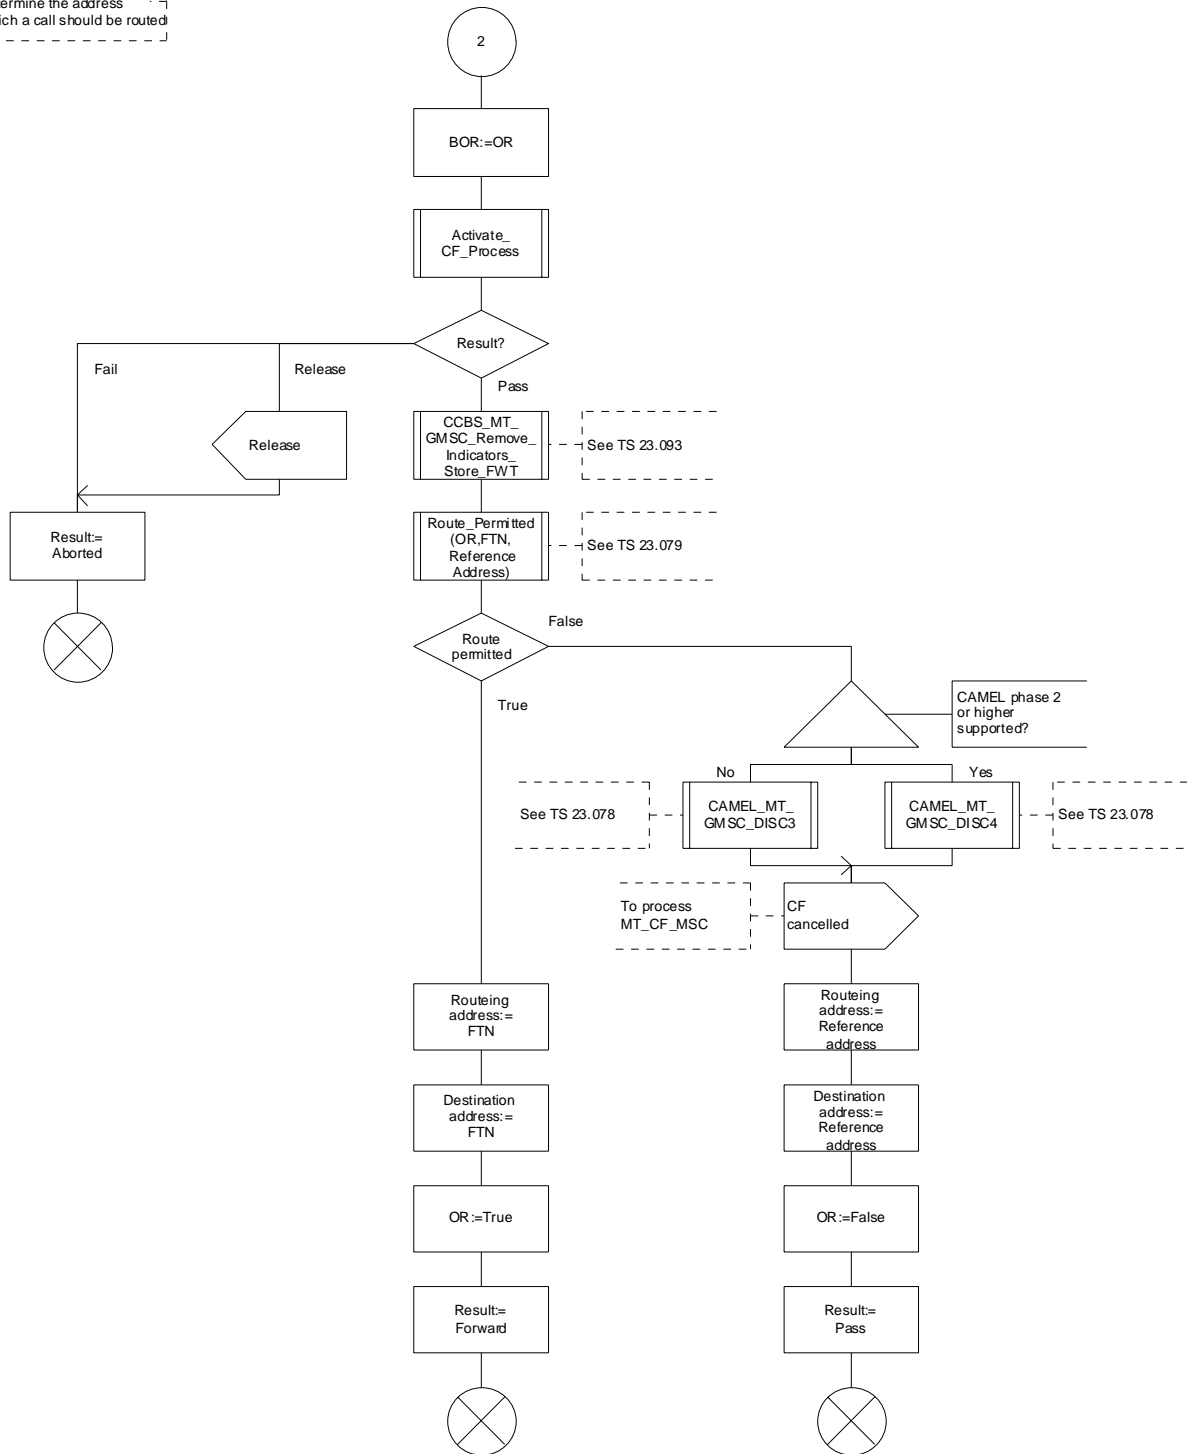 termine the address
ich a call should be routed
2
BOR:=OR
Activate_
CF_Process
Result?
Fail
Release
Pass
Release
CCBS_MT_
GMSC_Remove_
Indicators_
Store_FWT
See TS 23.093
Result:=
Aborted
Route_Permitted
(OR,FTN,
Reference
Address)
See TS 23.079
Route
permitted
False
True
CAMEL phase 2
or higher
supported?
No
Yes
See TS 23.078
CAMEL_MT_
GMSC_DISC3
CAMEL_MT_
GMSC_DISC4
See TS 23.078
To process
MT_CF_MSC
CF
cancelled
Routeing
address:=
FTN
Routeing
address:=
Reference
address
Destination
address:=
FTN
Destination
address:=
Reference
address
OR:=True
OR:=False
Result:=
Forward
Result:=
Pass